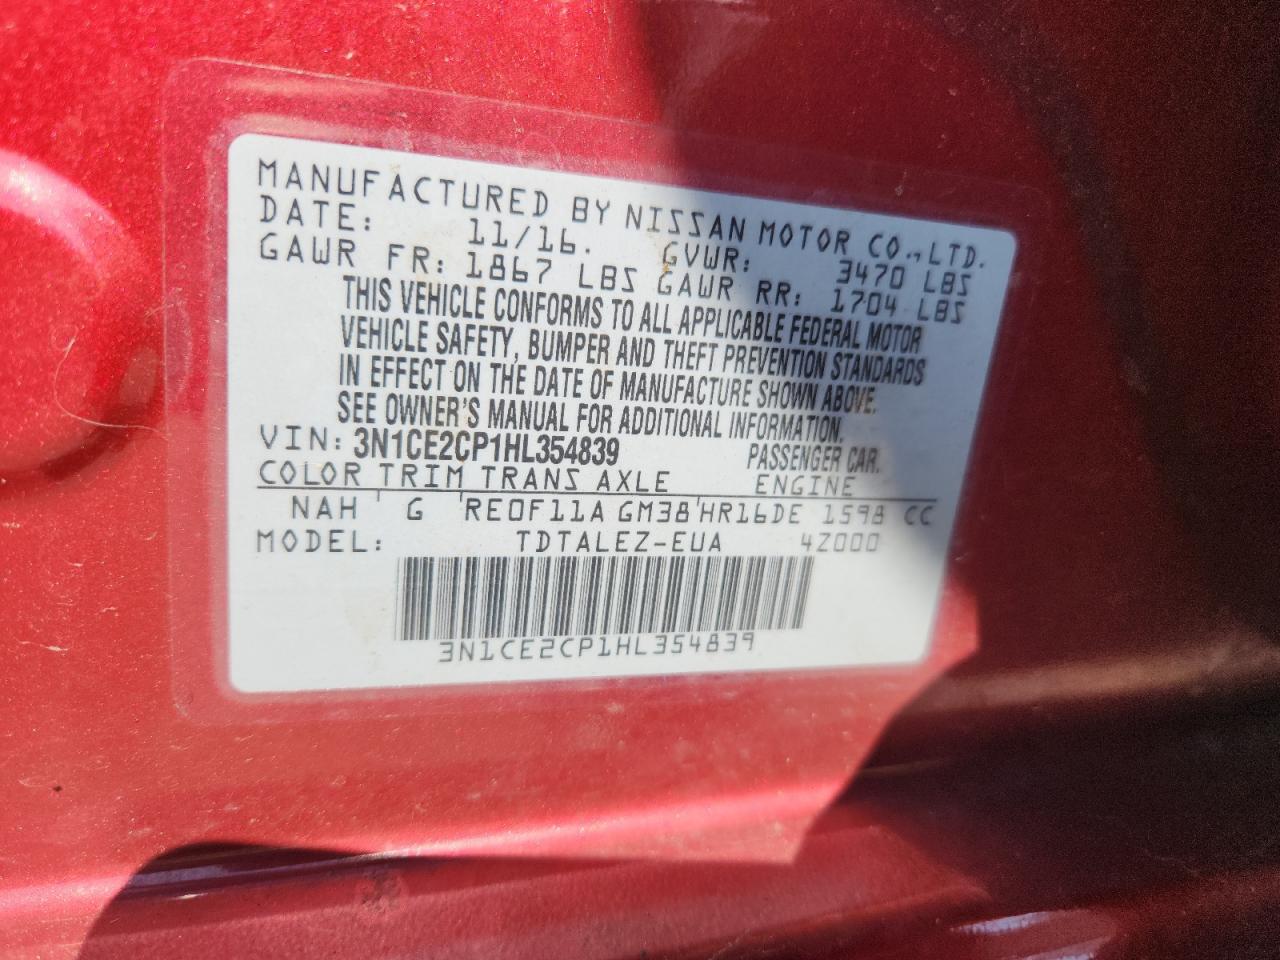 MANUFACTURED BY NISSAN MOTOR CO.,LTD.
DATE: 11/16. GVWR: 3470 LBS
GAWR FR: 1867 LBS GAWR RR: 1704 LBS
THIS VEHICLE CONFORMS TO ALL APPLICABLE FEDERAL MOTOR
VEHICLE SAFETY, BUMPER AND THEFT PREVENTION STANDARDS
IN EFFECT ON THE DATE OF MANUFACTURE SHOWN ABOVE.
SEE OWNER'S MANUAL FOR ADDITIONAL INFORMATION.
VIN: 3N1CE2CP1HL354839 PASSENGER CAR.
COLOR TRIM TRANS AXLE ENGINE
NAH G RE0F11A GM38 HR16DE 1598 CC
MODEL: TDTALEZ-EUA 4Z000
3N1CE2CP1HL354839